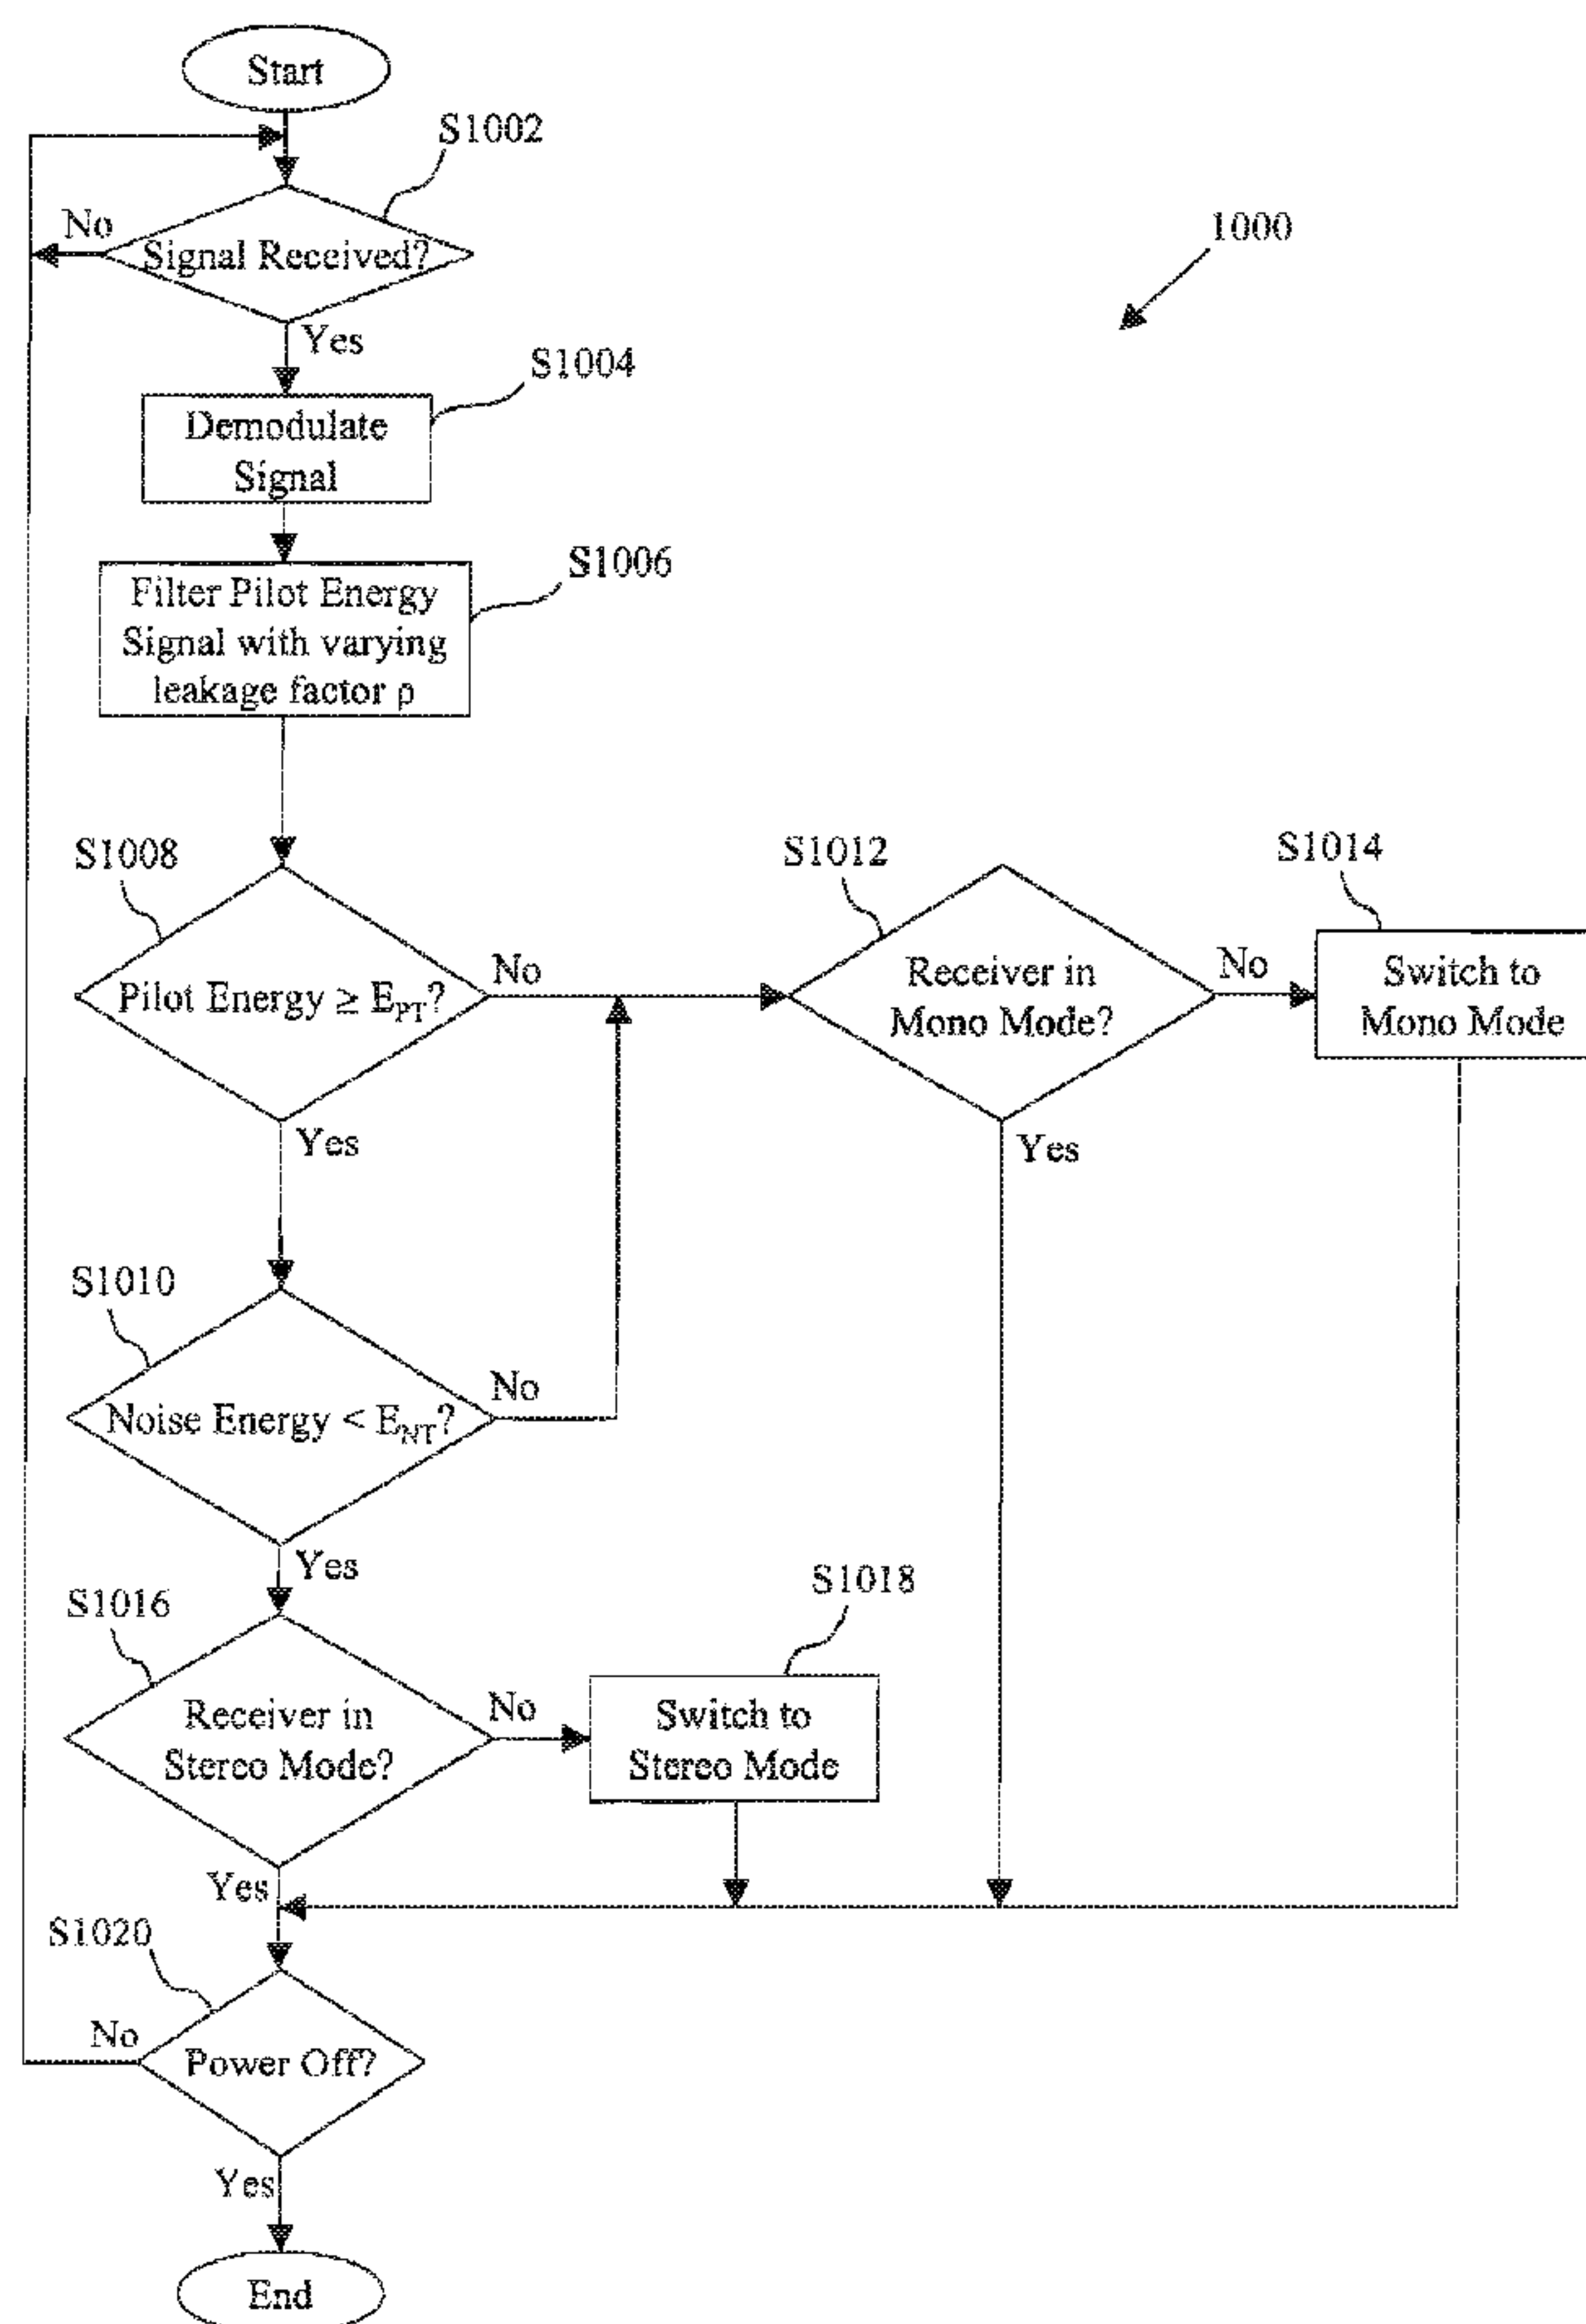 Start
S1002
No
Signal Received?
1000
Yes
S1004
Demodulate
Signal
S1006
Filter Pilot Energy
Signal with varying
leakage factor ρ
S1008
S1012
S1014
Pilot Energy ≥ E_PT?
No
Receiver in
Mono Mode?
No
Switch to
Mono Mode
Yes
Yes
S1010
Noise Energy < E_NT?
No
Yes
S1016
S1018
Receiver in
Stereo Mode?
No
Switch to
Stereo Mode
Yes
S1020
No
Power Off?
Yes
End